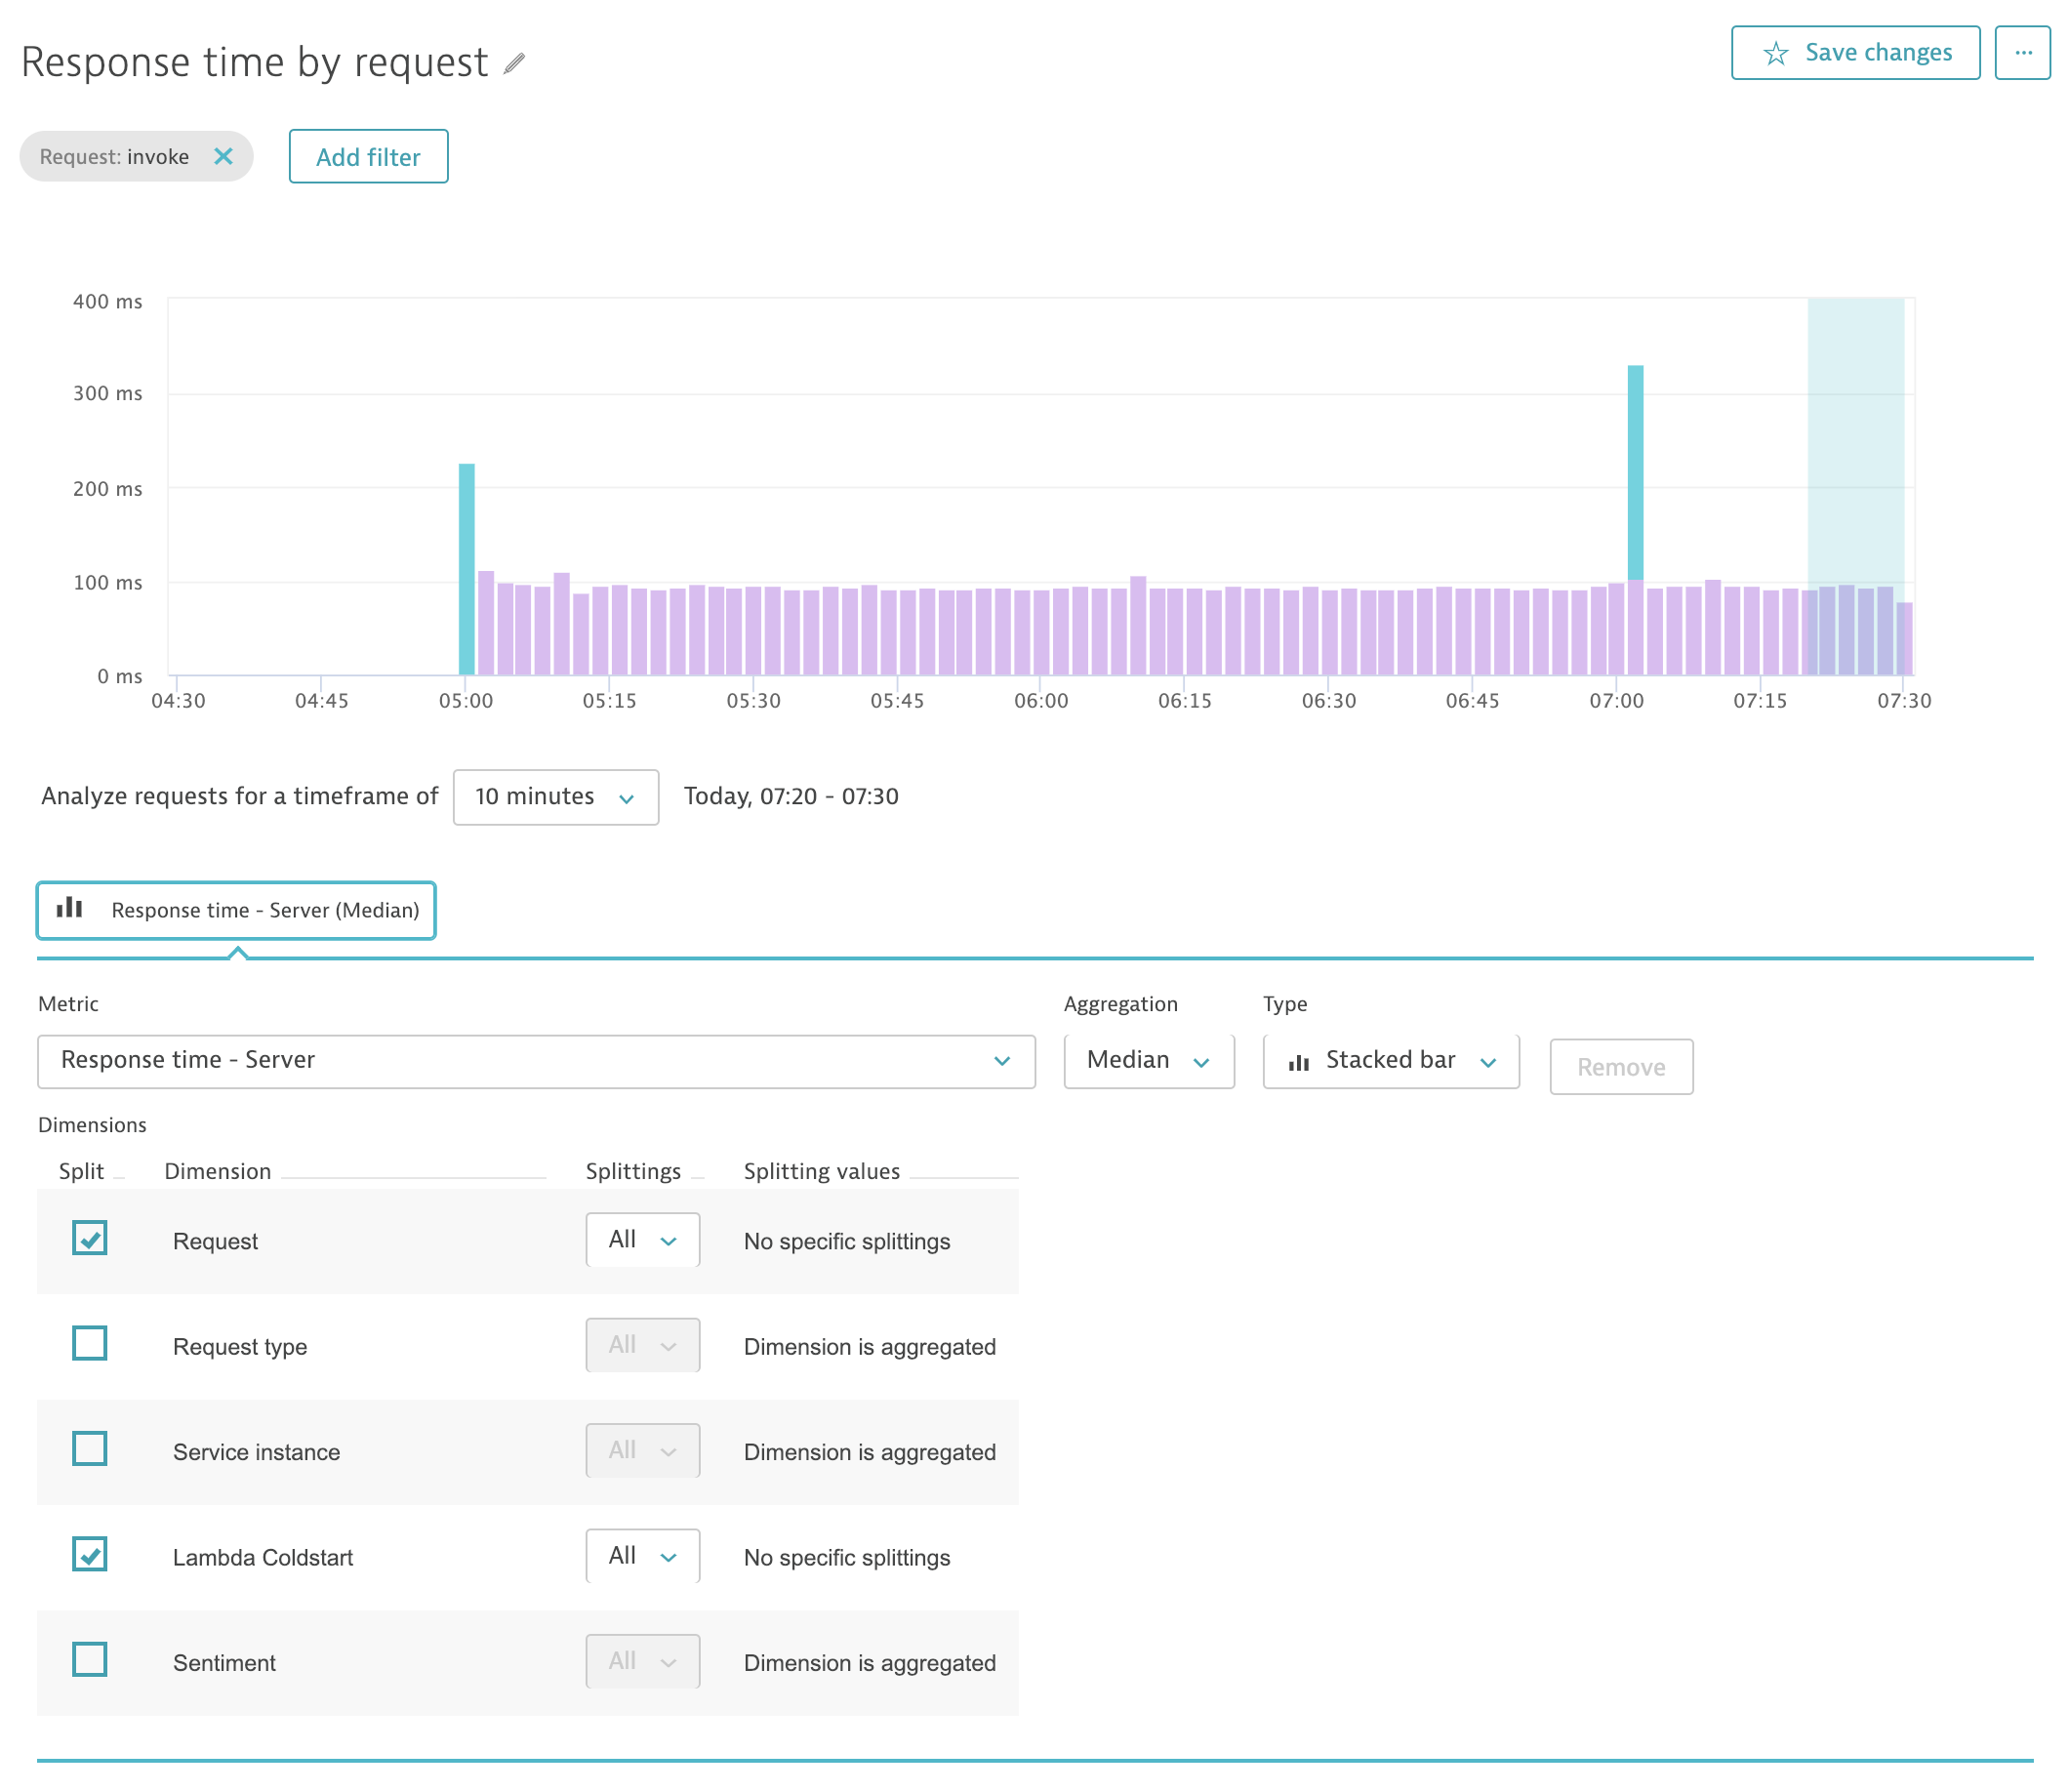 Response time by request
Save changes
...
Request: invoke
Add filter
400 ms
300 ms
200 ms
100 ms
0 ms
04:30 04:45 05:00 05:15 05:30 05:45 06:00 06:15 06:30 06:45 07:00 07:15 07:30
Analyze requests for a timeframe of 10 minutes Today, 07:20 - 07:30
Response time - Server (Median)
Metric Aggregation Type
Response time - Server Median Stacked bar Remove
Dimensions
Split Dimension Splittings Splitting values
Request All No specific splittings
Request type All Dimension is aggregated
Service instance All Dimension is aggregated
Lambda Coldstart All No specific splittings
Sentiment All Dimension is aggregated